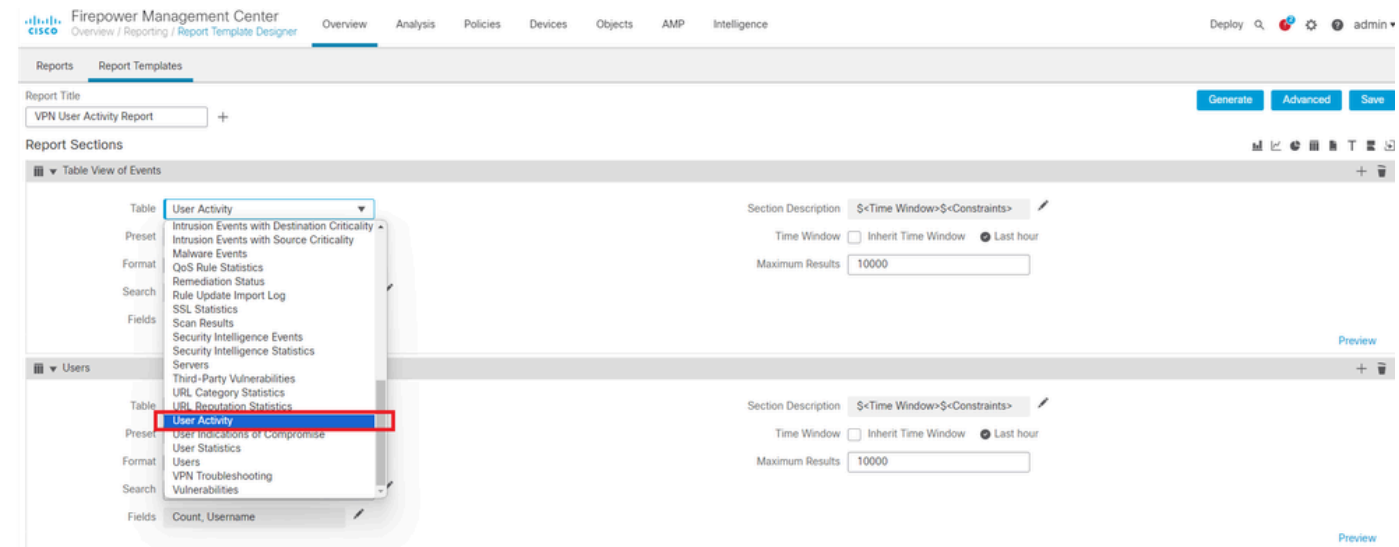 Firepower Management Center
CISCO Overview / Reporting / Report Template Designer
Overview Analysis Policies Devices Objects AMP Intelligence
Deploy 2 admin
Reports Report Templates
Report Title
VPN User Activity Report +
Generate Advanced Save
Report Sections
Table View of Events
Table User Activity
Section Description $<Time Window>$<Constraints>
Intrusion Events with Destination Criticality
Preset Intrusion Events with Source Criticality
Time Window Inherit Time Window Last hour
Malware Events
Format QoS Rule Statistics
Maximum Results 10000
Remediation Status
Search Rule Update Import Log
SSL Statistics
Fields Scan Results
Security Intelligence Events
Preview
Security Intelligence Statistics
Servers
Users
Third-Party Vulnerabilities
URL Category Statistics
Table URL Reputation Statistics
Section Description $<Time Window>$<Constraints>
User Activity
Preset User Indications of Compromise
Time Window Inherit Time Window Last hour
User Statistics
Format Users
Maximum Results 10000
VPN Troubleshooting
Search Vulnerabilities
Fields Count, Username
Preview